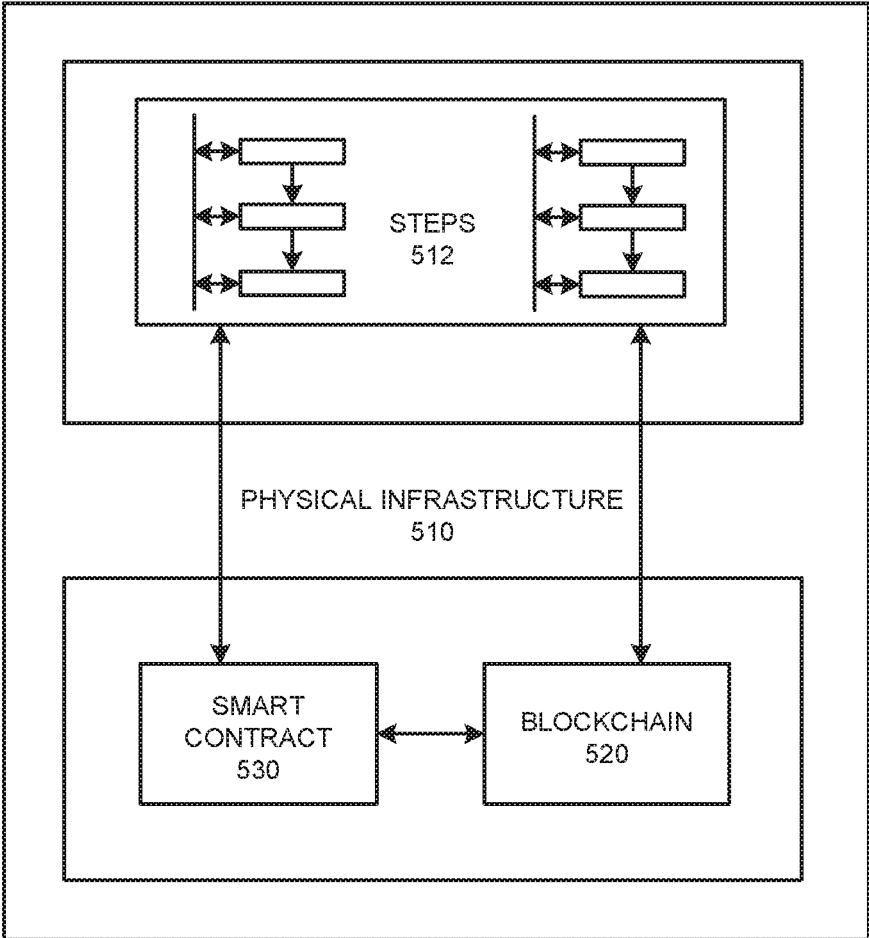 STEPS
512
PHYSICAL INFRASTRUCTURE
510
SMART
CONTRACT
530
BLOCKCHAIN
520